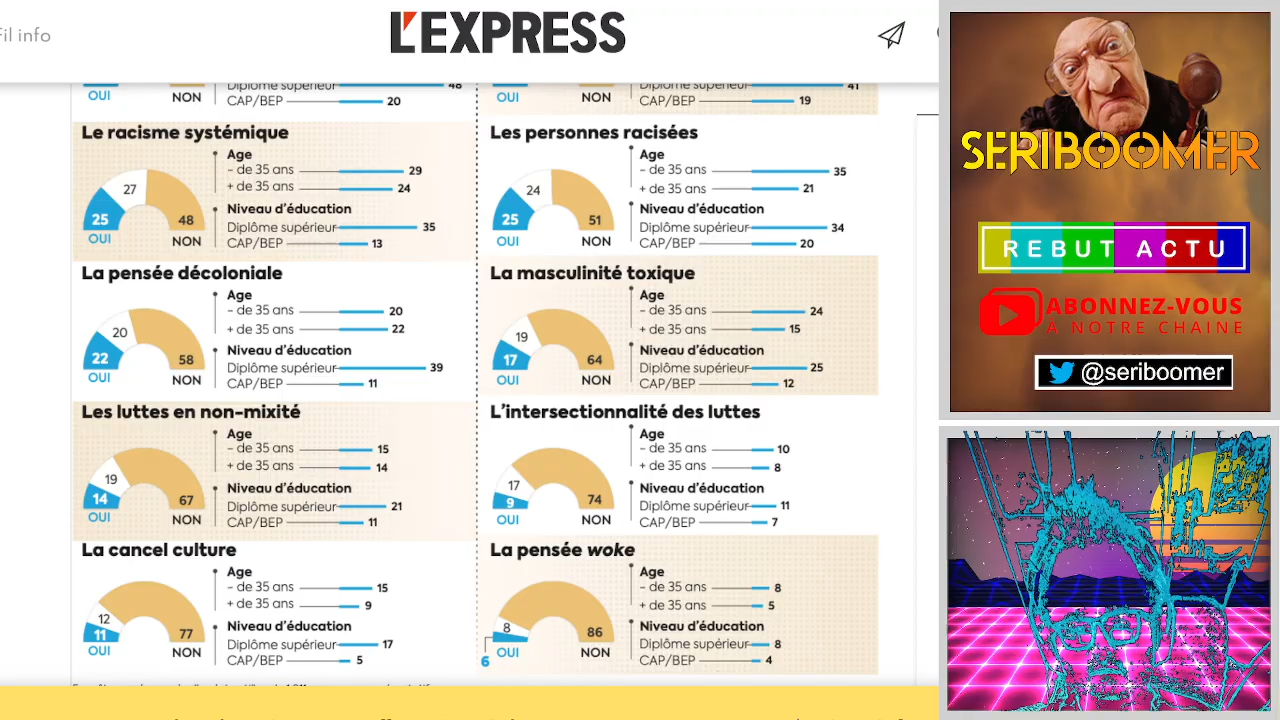 Fil info
L'EXPRESS
OUI NON
Diplôme supérieur 48
CAP/BEP 20
OUI NON
Diplôme supérieur 41
CAP/BEP 19
Le racisme systémique
25 27 48
OUI NON
Age
- de 35 ans 29
+ de 35 ans 24
Niveau d'éducation
Diplôme supérieur 35
CAP/BEP 13
Les personnes racisées
25 24 51
OUI NON
Age
- de 35 ans 35
+ de 35 ans 21
Niveau d'éducation
Diplôme supérieur 34
CAP/BEP 20
La pensée décoloniale
22 20 58
OUI NON
Age
- de 35 ans 20
+ de 35 ans 22
Niveau d'éducation
Diplôme supérieur 39
CAP/BEP 11
La masculinité toxique
17 19 64
OUI NON
Age
- de 35 ans 24
+ de 35 ans 15
Niveau d'éducation
Diplôme supérieur 25
CAP/BEP 12
Les luttes en non-mixité
14 19 67
OUI NON
Age
- de 35 ans 15
+ de 35 ans 14
Niveau d'éducation
Diplôme supérieur 21
CAP/BEP 11
L'intersectionnalité des luttes
9 17 74
OUI NON
Age
- de 35 ans 10
+ de 35 ans 8
Niveau d'éducation
Diplôme supérieur 11
CAP/BEP 7
La cancel culture
11 12 77
OUI NON
Age
- de 35 ans 15
+ de 35 ans 9
Niveau d'éducation
Diplôme supérieur 17
CAP/BEP 5
La pensée woke
6 8 86
OUI NON
Age
- de 35 ans 8
+ de 35 ans 5
Niveau d'éducation
Diplôme supérieur 8
CAP/BEP 4
SERIBOOMER
REBUT ACTU
ABONNEZ-VOUS
À NOTRE CHAINE
@seriboomer